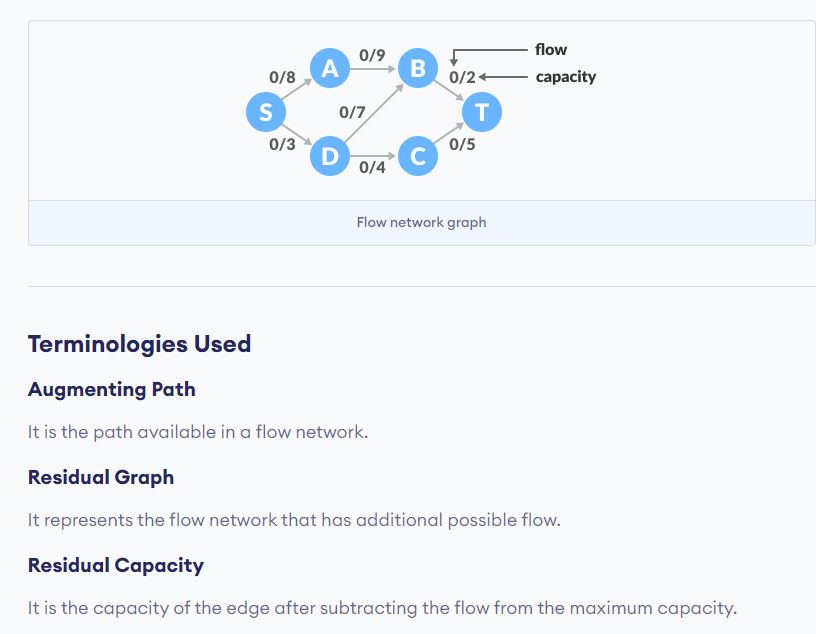 0/9
flow
A
B
0/8
0/2
capacity
S
0/7
T
0/3
0/5
D
C
0/4
Flow network graph
Terminologies Used
Augmenting Path
It is the path available in a flow network.
Residual Graph
It represents the flow network that has additional possible flow.
Residual Capacity
It is the capacity of the edge after subtracting the flow from the maximum capacity.